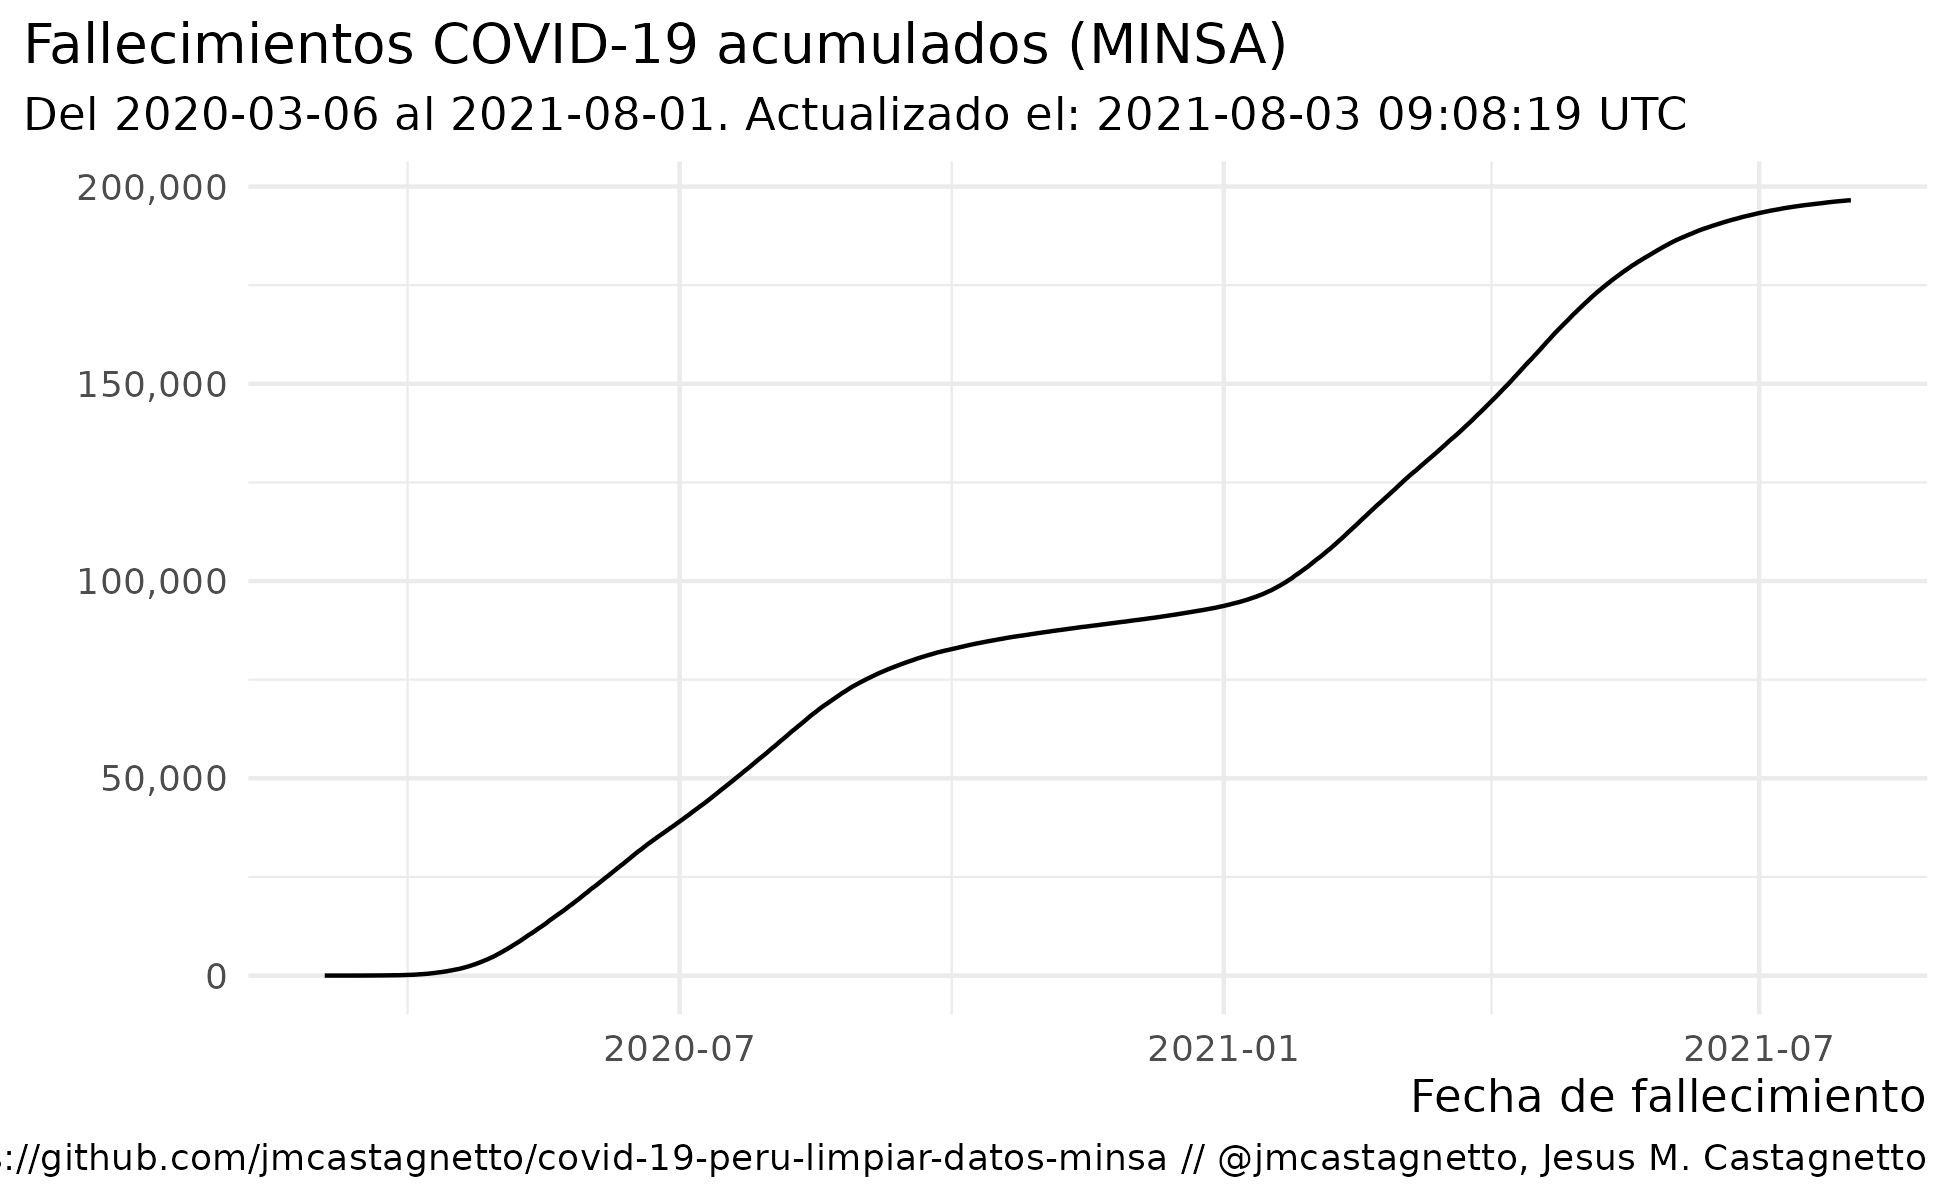 Fallecimientos COVID-19 acumulados (MINSA)
Del 2020-03-06 al 2021-08-01. Actualizado el: 2021-08-03 09:08:19 UTC
200,000
150,000
100,000
50,000
0
2020-07 2021-01 2021-07
Fecha de fallecimiento
://github.com/jmcastagnetto/covid-19-peru-limpiar-datos-minsa // @jmcastagnetto, Jesus M. Castagnetto